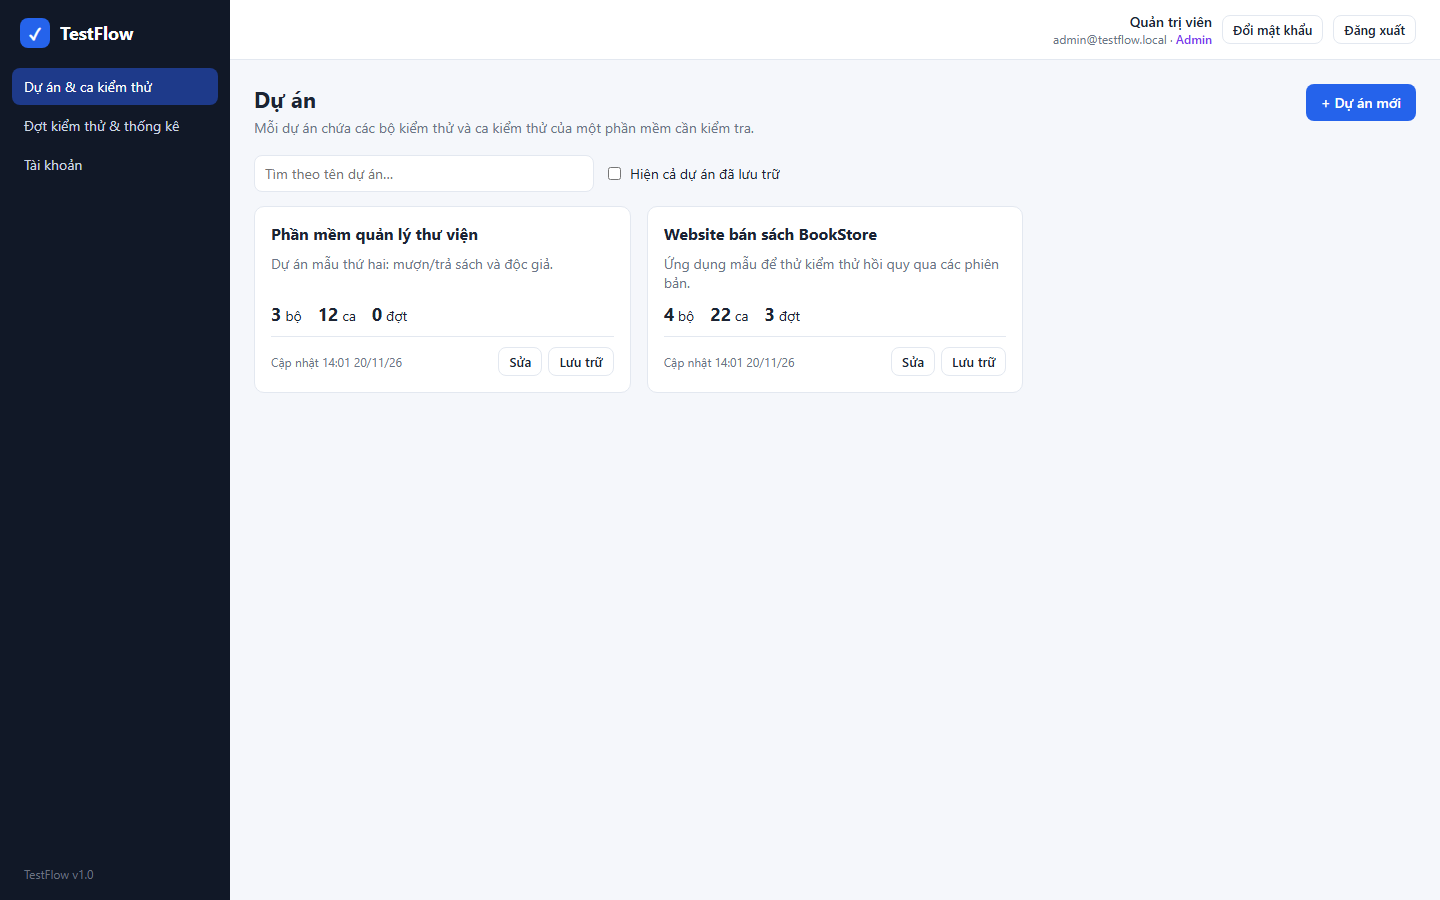 TestFlow
Dự án & ca kiểm thử
Đợt kiểm thử & thống kê
Tài khoản
TestFlow v1.0
Quản trị viên
admin@testflow.local · Admin
Đổi mật khẩu
Đăng xuất
Dự án
Mỗi dự án chứa các bộ kiểm thử và ca kiểm thử của một phần mềm cần kiểm tra.
+ Dự án mới
Tìm theo tên dự án...
Hiện cả dự án đã lưu trữ
Phần mềm quản lý thư viện
Dự án mẫu thứ hai: mượn/trả sách và độc giả.
3 bộ 12 ca 0 đợt
Cập nhật 14:01 20/11/26
Sửa
Lưu trữ
Website bán sách BookStore
Ứng dụng mẫu để thử kiểm thử hồi quy qua các phiên
bản.
4 bộ 22 ca 3 đợt
Cập nhật 14:01 20/11/26
Sửa
Lưu trữ